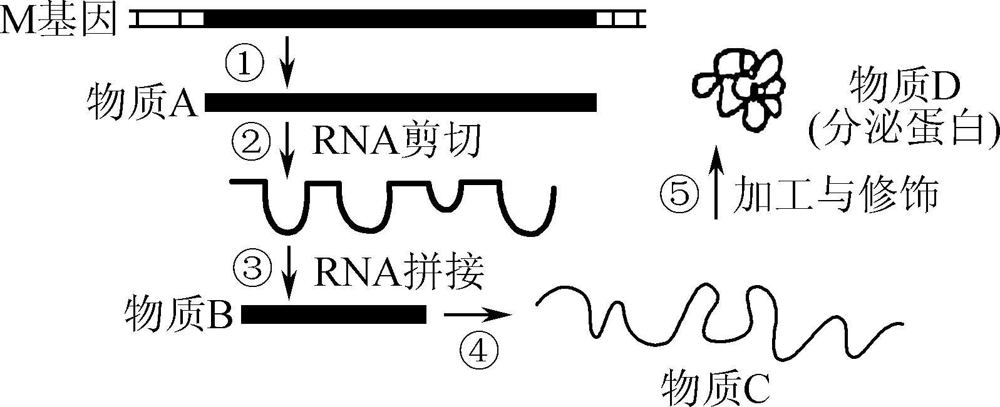 M基因
①
物质A
② RNA剪切
③ RNA拼接
物质B
④
物质C
⑤ 加工与修饰
物质D
(分泌蛋白)